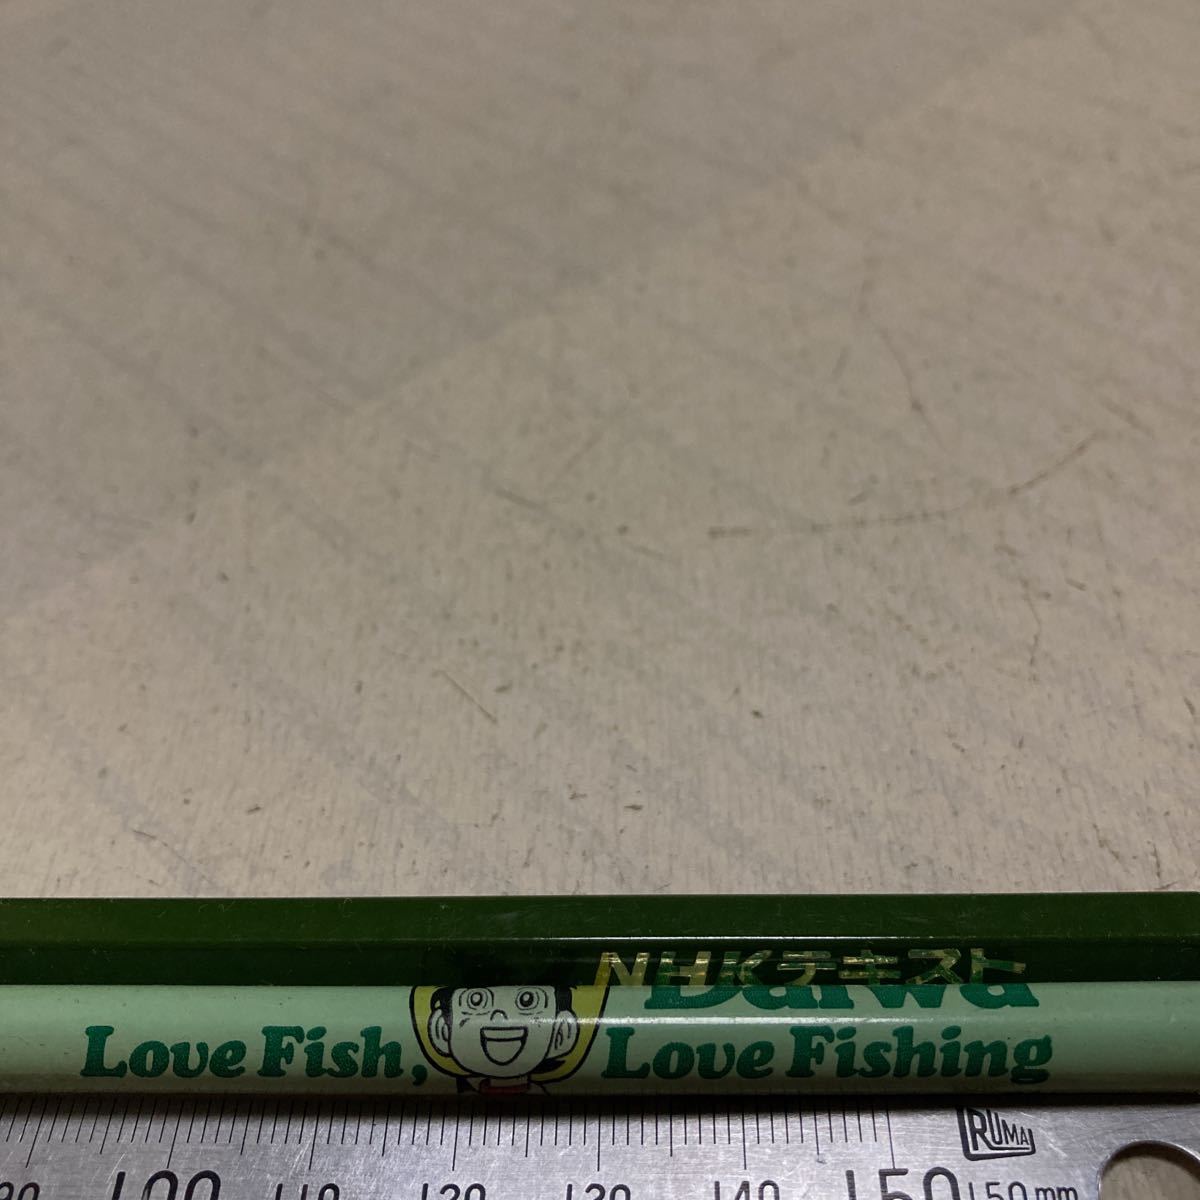 NHKテキスト
Daiwa
Love Fish, Love Fishing
RUMA
90 100 110 120 130 140 150 150mm